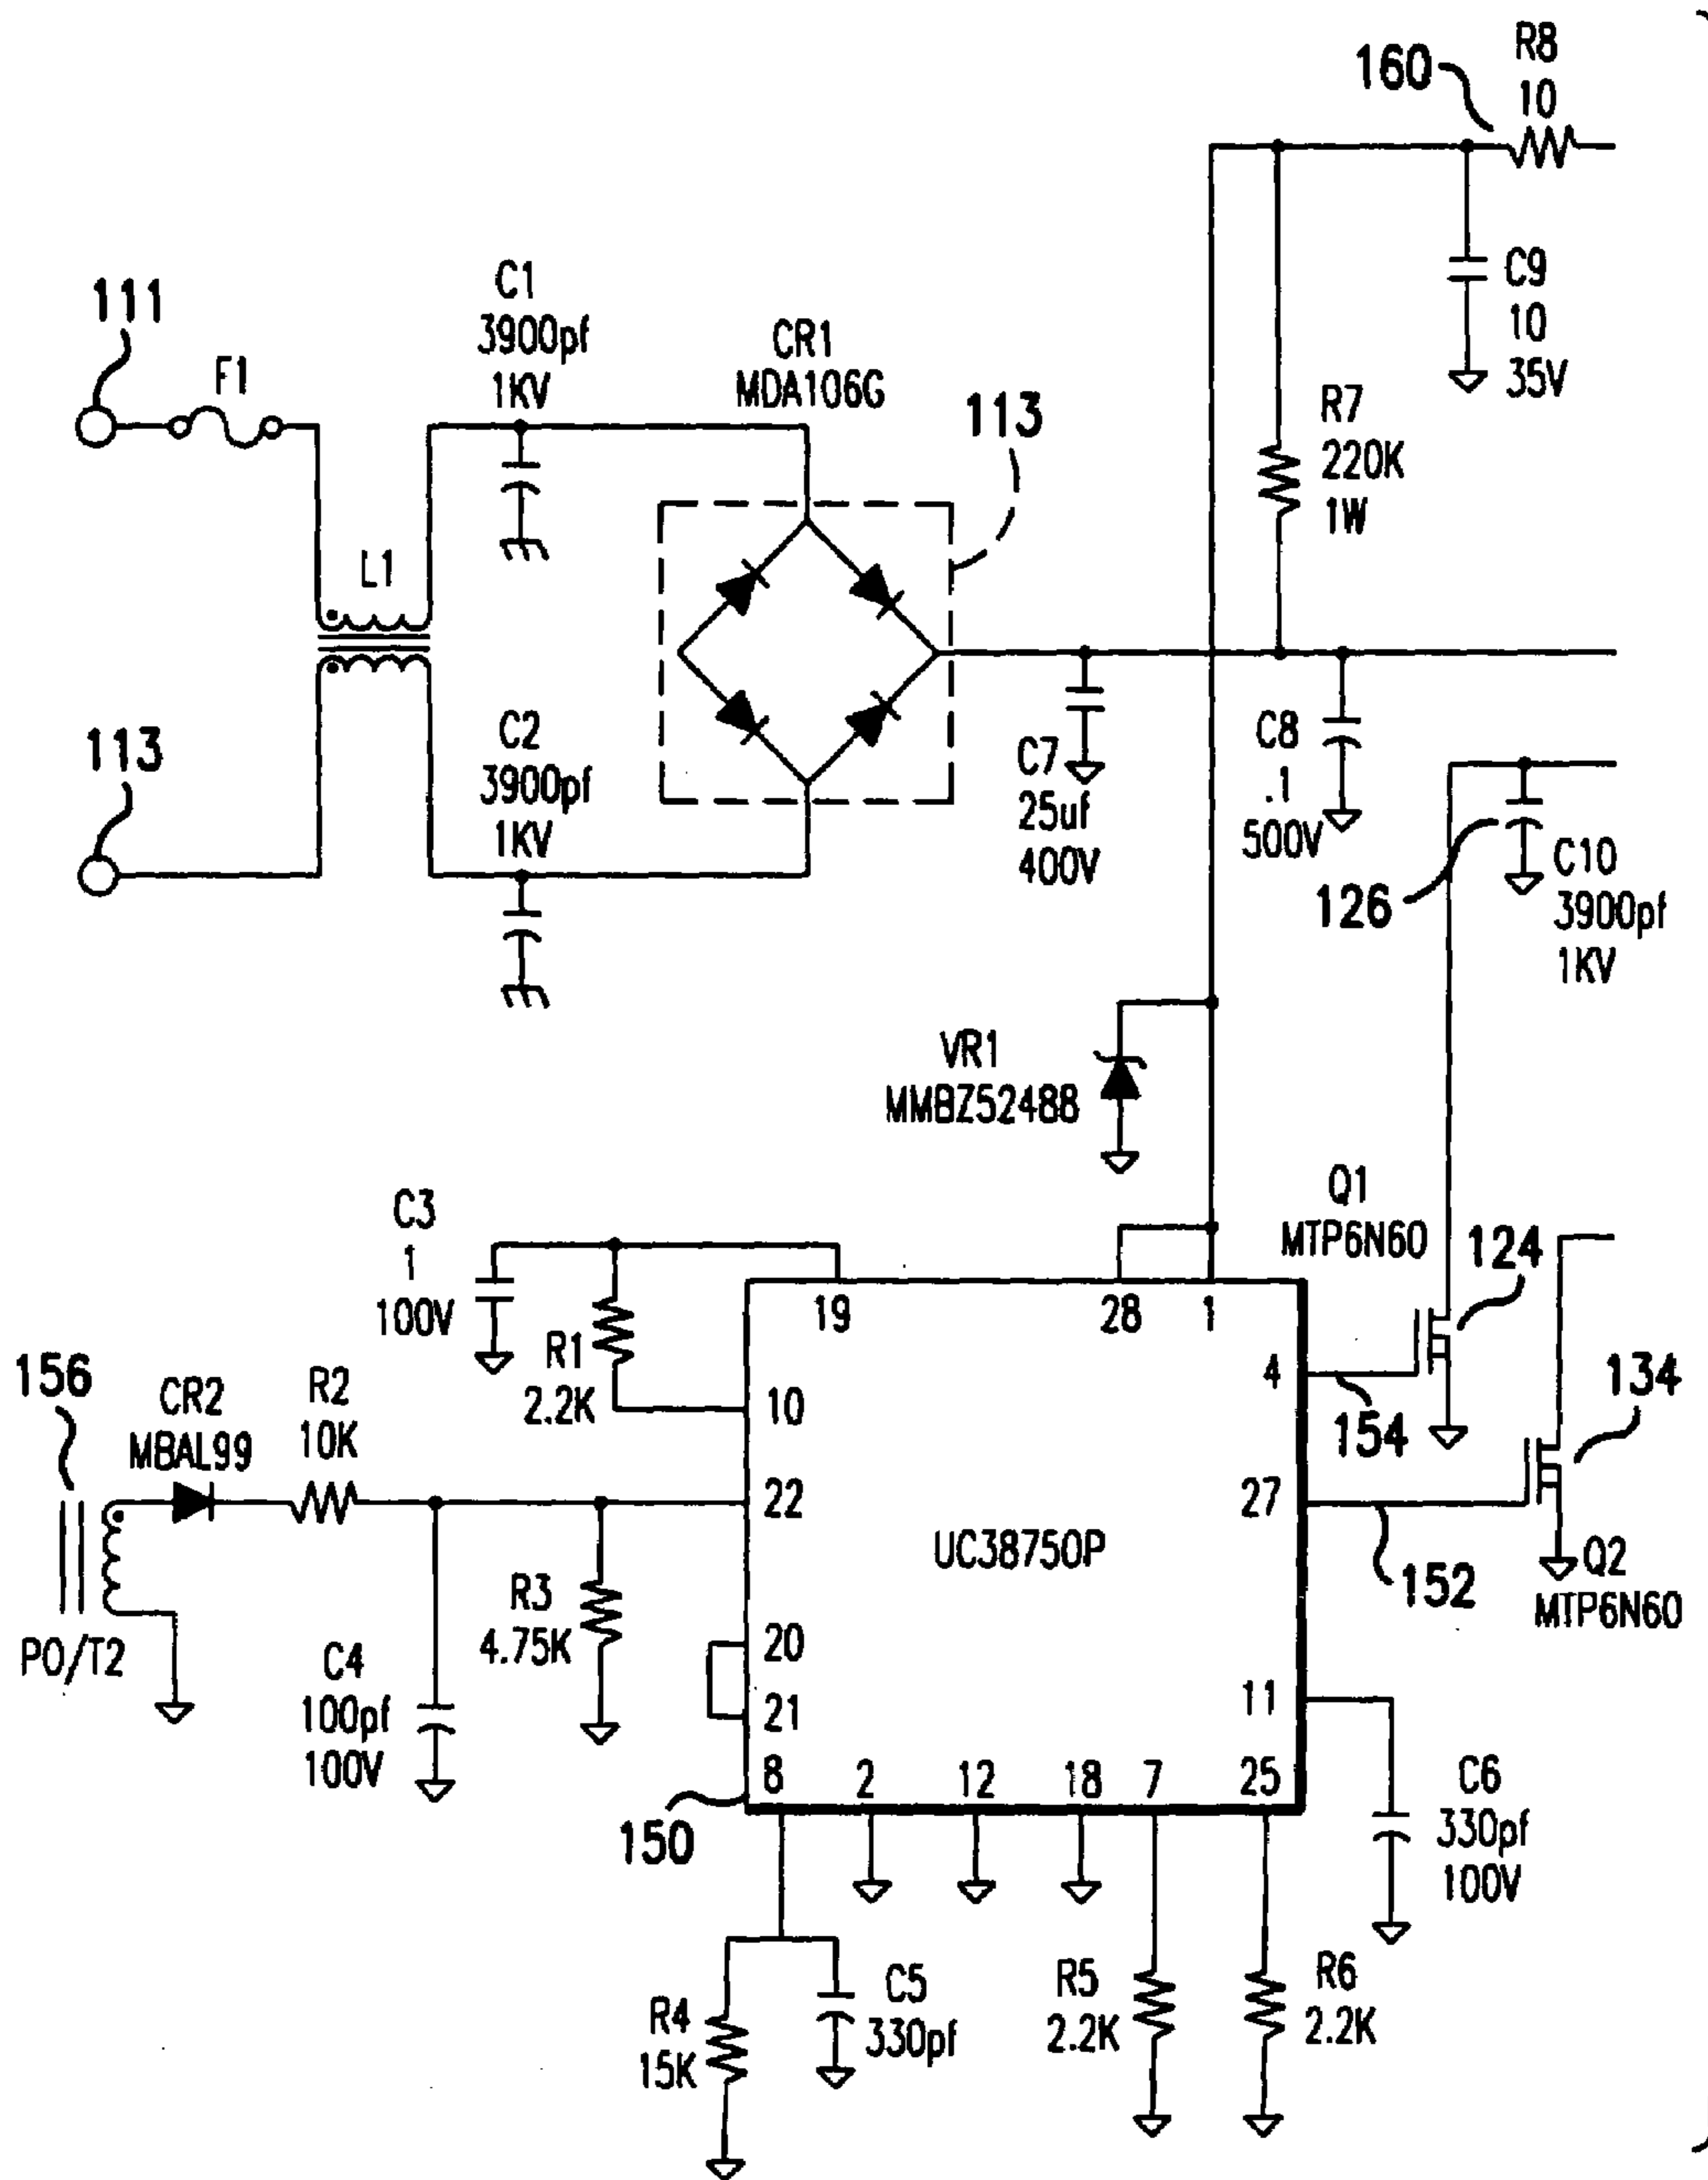 R8
10
160
C9
10
35V
111
F1
C1
3900pf
1KV
CR1
MDA106G
113
R7
220K
1W
L1
113
C2
3900pf
1KV
C7
25uf
400V
C8
.1
500V
126
C10
3900pf
1KV
VR1
MMBZ52488
Q1
MTP6N60
124
C3
1
100V
R1
2.2K
19
28
1
4
154
134
156
CR2
MBAL99
R2
10K
10
22
27
152
UC38750P
Q2
MTP6N60
R3
4.75K
PO/T2
C4
100pf
100V
20
21
11
8
2
12
18
7
25
150
C6
330pf
100V
R4
15K
C5
330pf
R5
2.2K
R6
2.2K